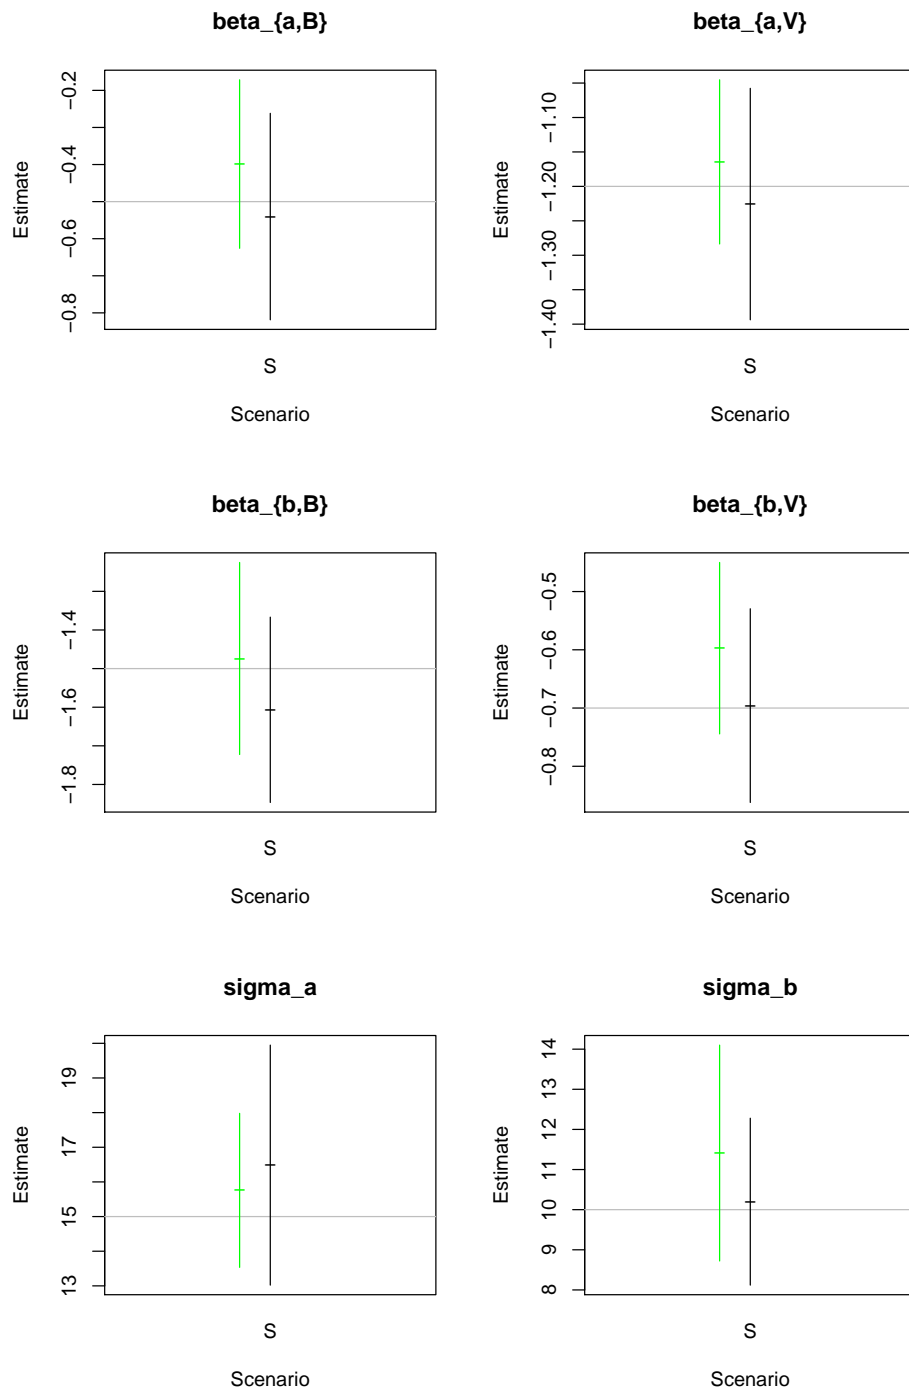 beta_{a,B}
Estimate
−0.2
−0.4
−0.6
−0.8
S
Scenario
beta_{a,V}
Estimate
−1.10
−1.20
−1.30
−1.40
S
Scenario
beta_{b,B}
Estimate
−1.4
−1.6
−1.8
S
Scenario
beta_{b,V}
Estimate
−0.5
−0.6
−0.7
−0.8
S
Scenario
sigma_a
Estimate
19
17
15
13
S
Scenario
sigma_b
Estimate
14
13
12
11
10
9
8
S
Scenario